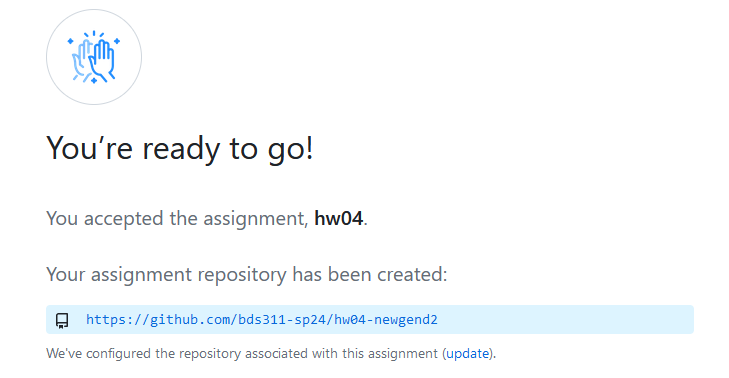 You’re ready to go!
You accepted the assignment, hw04.
Your assignment repository has been created:
https://github.com/bds311-sp24/hw04-newgend2
We've configured the repository associated with this assignment (update).